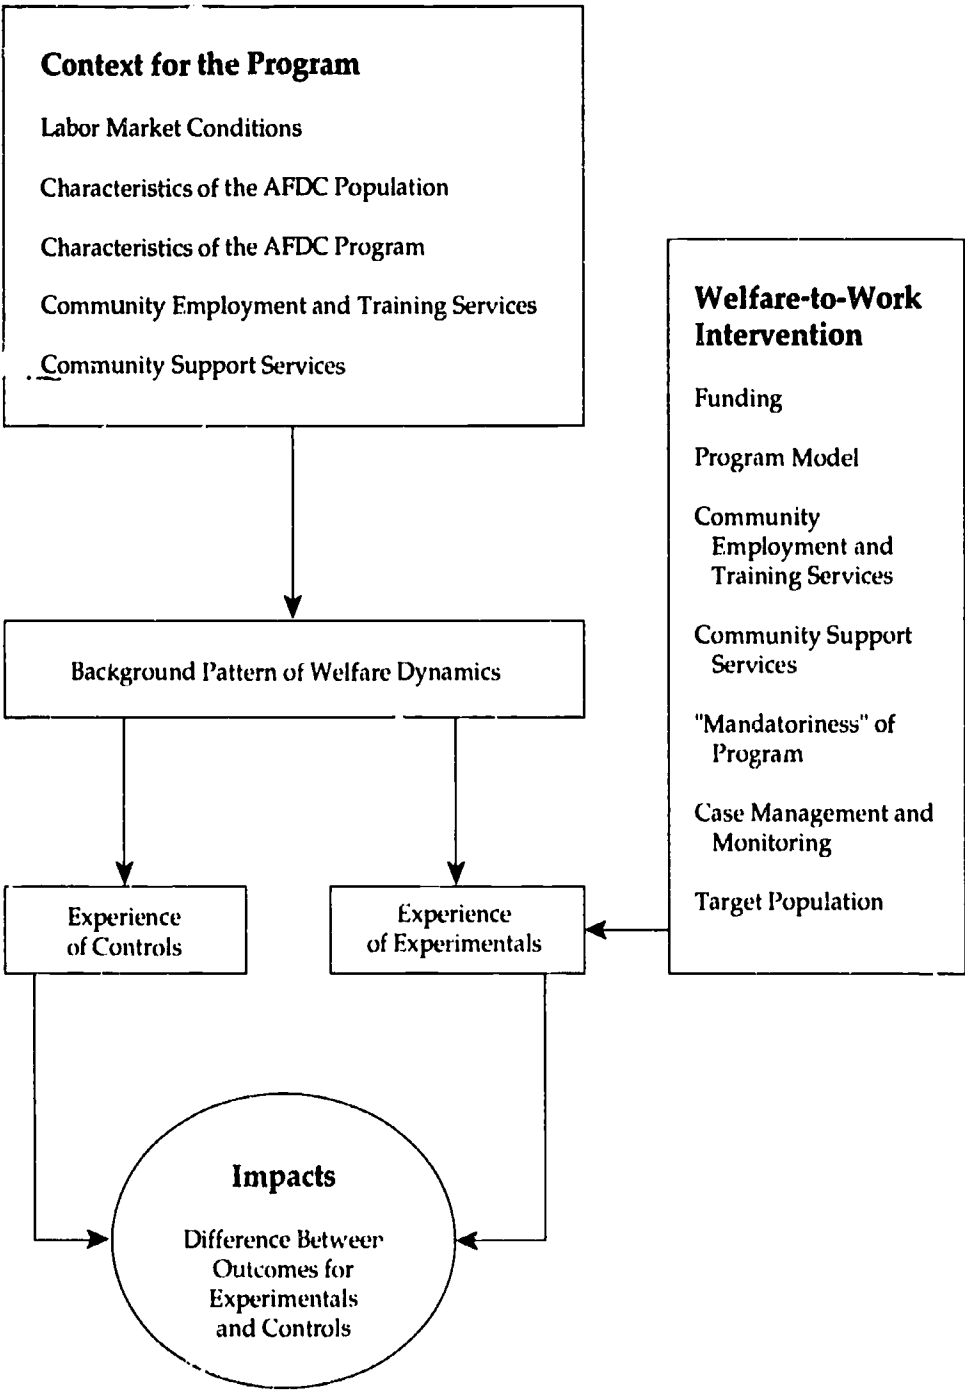 Context for the Program
Labor Market Conditions
Characteristics of the AFDC Population
Characteristics of the AFDC Program
Community Employment and Training Services
Community Support Services
Welfare-to-Work
Intervention
Funding
Program Model
Community
Employment and
Training Services
Community Support
Services
"Mandatoriness" of
Program
Case Management and
Monitoring
Target Population
Background Pattern of Welfare Dynamics
Experience
of Controls
Experience
of Experimentals
Impacts
Difference Between
Outcomes for
Experimentals
and Controls